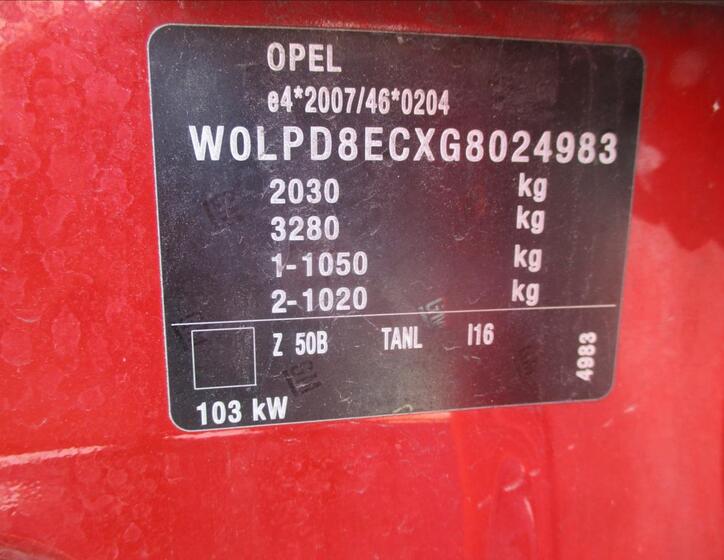 OPEL
e4*2007/46*0204
W0LPD8ECXG8024983
2030 kg
3280 kg
1-1050 kg
2-1020 kg
Z 50B TANL I16
4983
103 kW